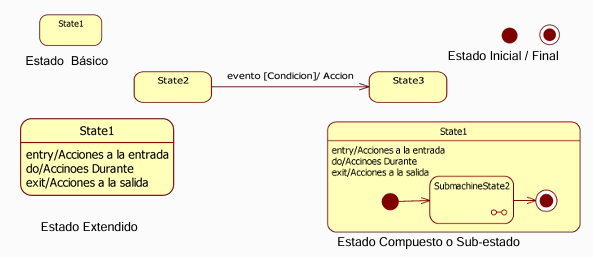 State1
Estado Básico
Estado Inicial / Final
State2
evento [Condicion]/ Accion
State3
State1
entry/Acciones a la entrada
do/Accinoes Durante
exit/Acciones a la salida
Estado Extendido
State1
entry/Acciones a la entrada
do/Accinoes Durante
exit/Acciones a la salida
SubmachineState2
Estado Compuesto o Sub-estado